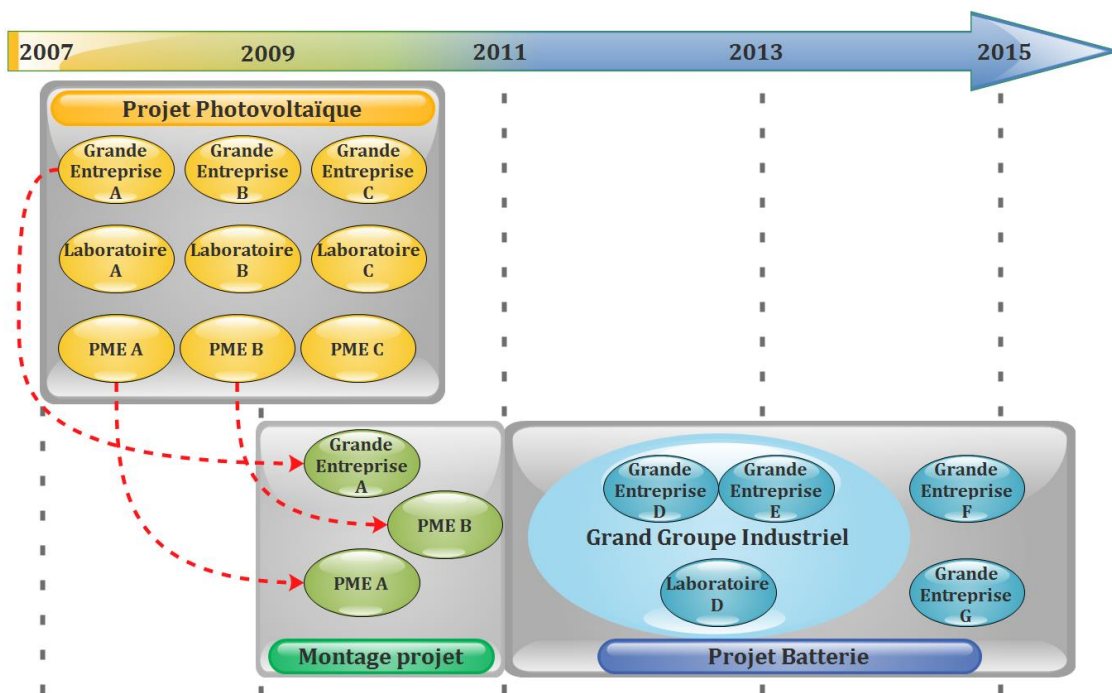 2007 2009 2011 2013 2015
Projet Photovoltaïque
Grande
Entreprise
A
Grande
Entreprise
B
Grande
Entreprise
C
Laboratoire
A
Laboratoire
B
Laboratoire
C
PME A
PME B
PME C
Grande
Entreprise
A
PME B
PME A
Montage projet
Grande
Entreprise
D
Grande
Entreprise
E
Grand Groupe Industriel
Laboratoire
D
Grande
Entreprise
F
Grande
Entreprise
G
Projet Batterie